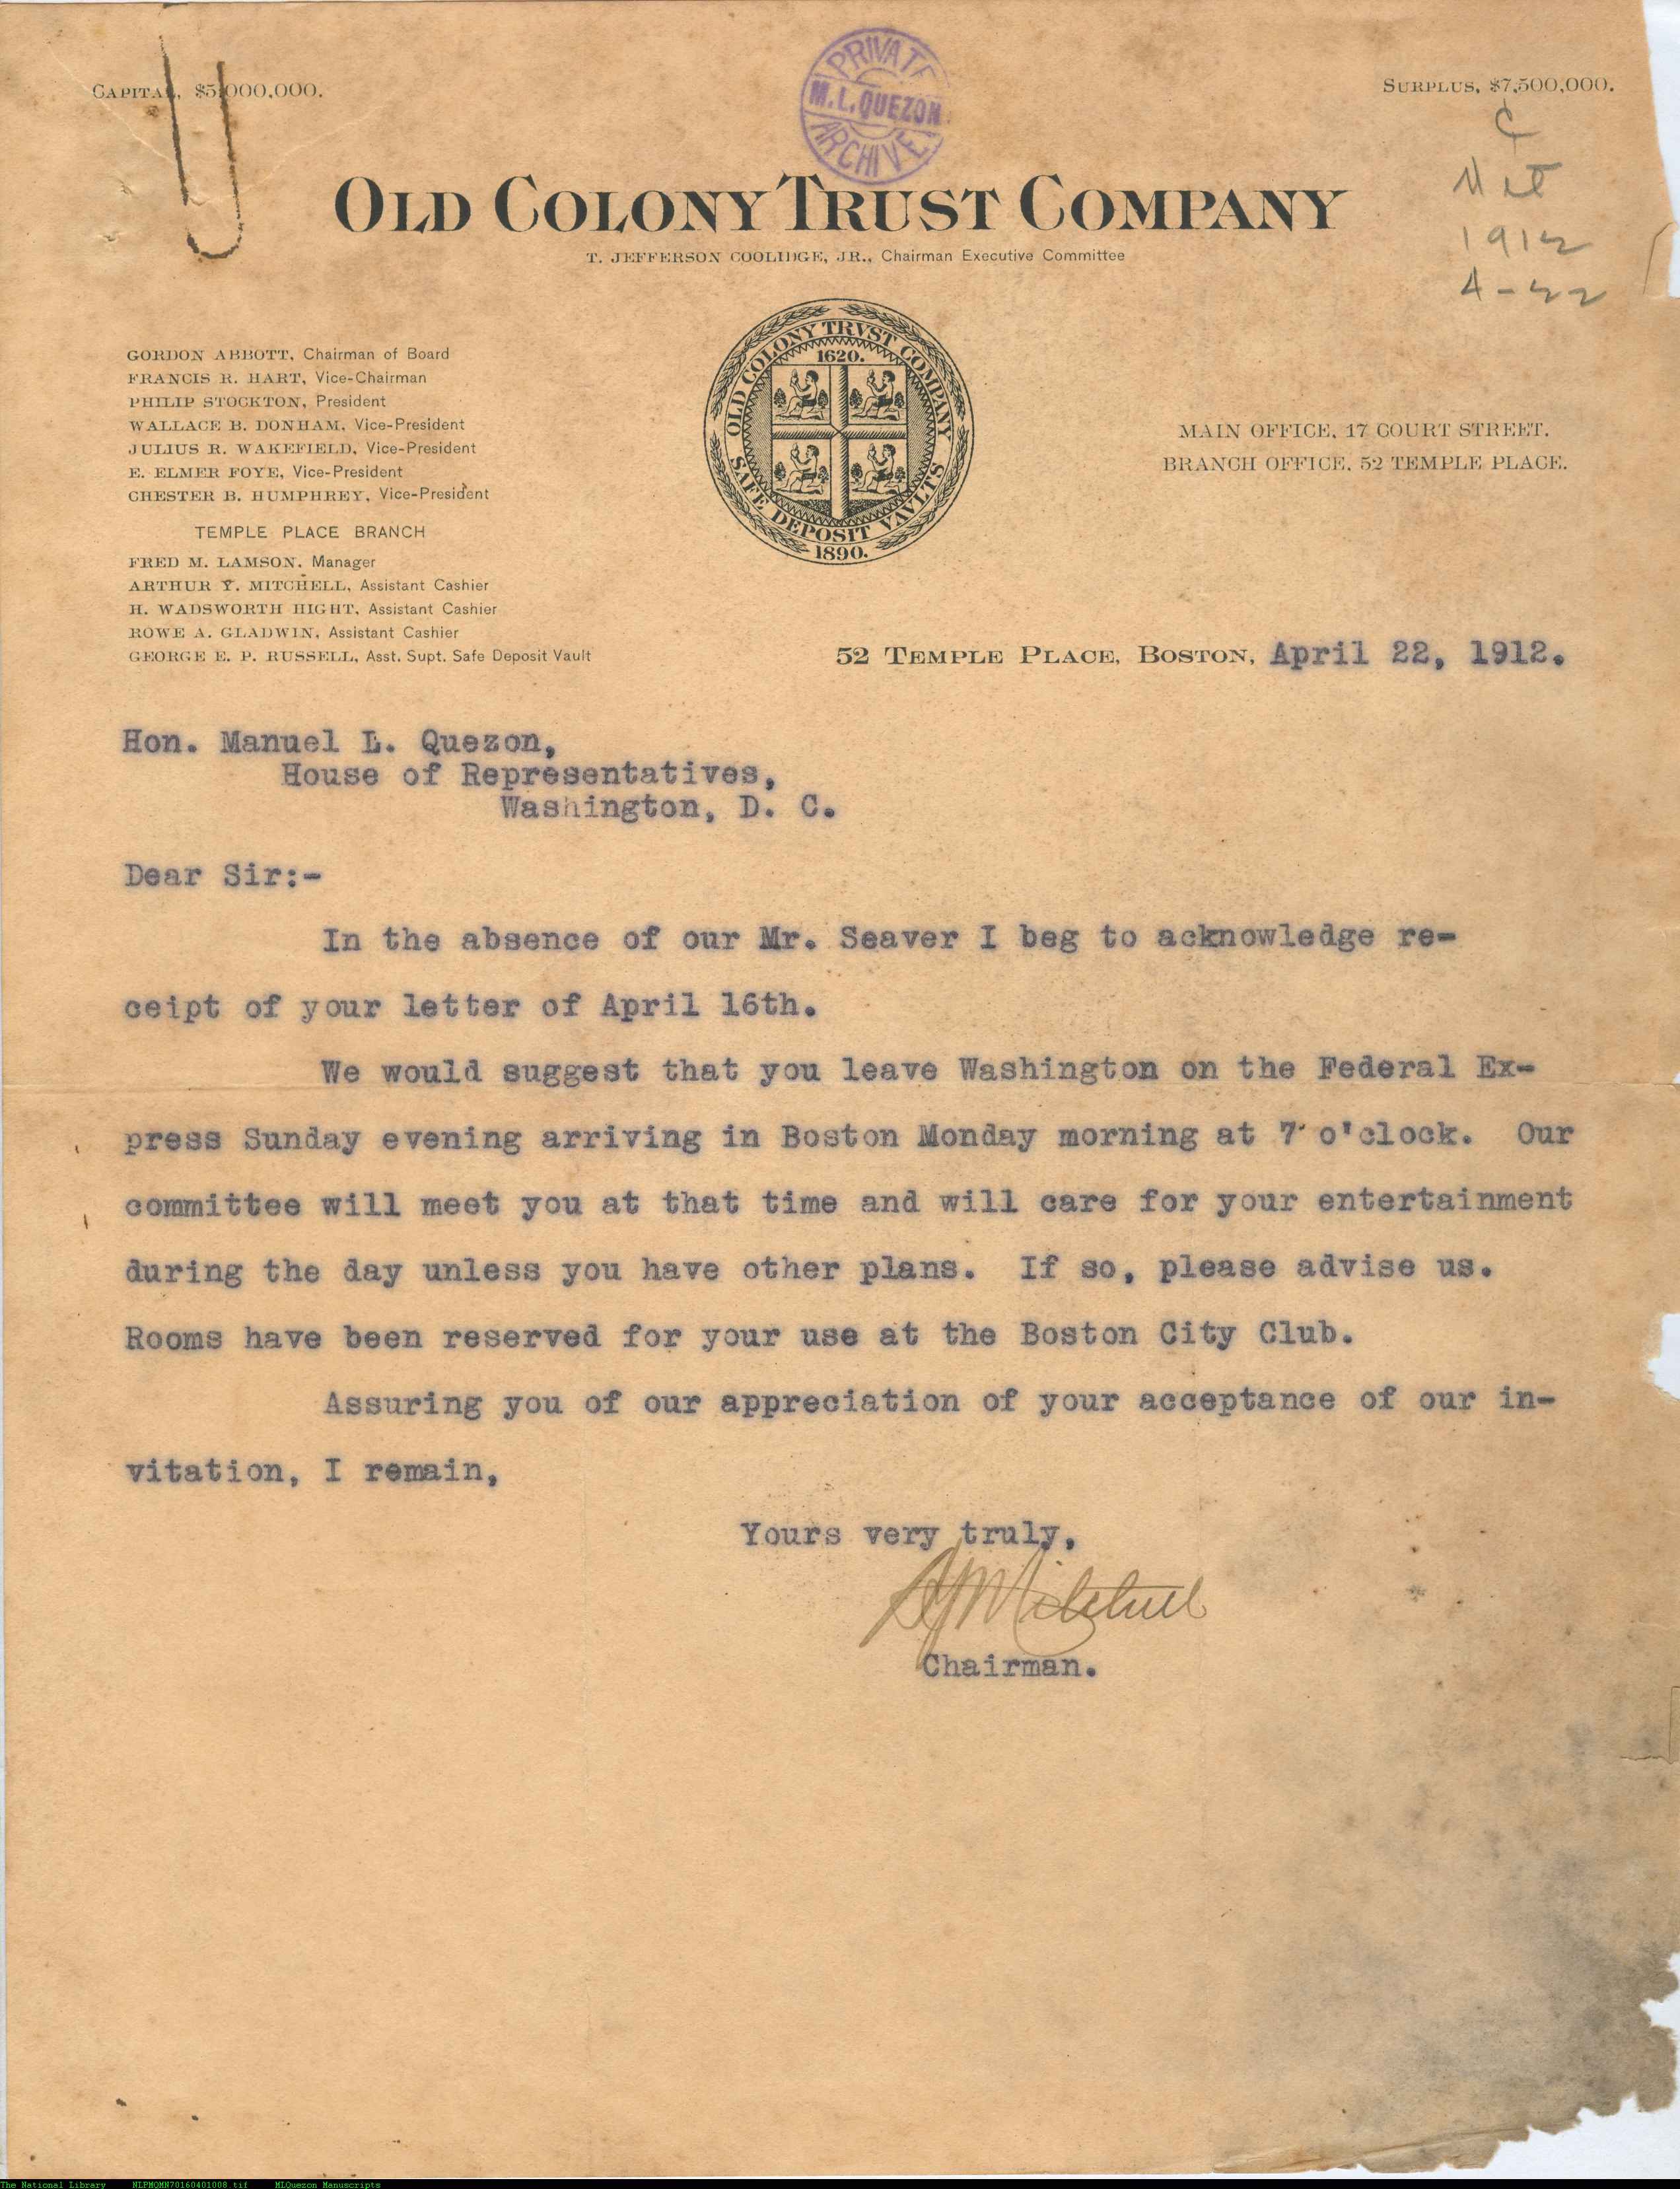 PRIVATE
M. L. QUEZON
ARCHIVE
CAPITAL, $5,000,000.
SURPLUS, $7,500,000.
OLD COLONY TRUST COMPANY
T. JEFFERSON COOLIDGE, JR., Chairman Executive Committee
1912
4-22
GORDON ABBOTT, Chairman of Board
FRANCIS R. HART, Vice-Chairman
PHILIP STOCKTON, President
WALLACE B. DONHAM, Vice-President
JULIUS R. WAKEFIELD, Vice-President
E. ELMER FOYE, Vice-President
CHESTER B. HUMPHREY, Vice-President
TEMPLE PLACE BRANCH
FRED M. LAMSON, Manager
ARTHUR Y. MITCHELL, Assistant Cashier
H. WADSWORTH HIGHT, Assistant Cashier
ROWE A. GLADWIN, Assistant Cashier
GEORGE E. P. RUSSELL, Asst. Supt. Safe Deposit Vault
OLD COLONY TRVST COMPANY
1620.
SAFE DEPOSIT VAVLTS
1890.
MAIN OFFICE, 17 COURT STREET.
BRANCH OFFICE, 52 TEMPLE PLACE.
52 TEMPLE PLACE, BOSTON, April 22, 1912.
Hon. Manuel L. Quezon,
House of Representatives,
Washington, D. C.
Dear Sir:-
In the absence of our Mr. Seaver I beg to acknowledge re-
ceipt of your letter of April 16th.
We would suggest that you leave Washington on the Federal Ex-
press Sunday evening arriving in Boston Monday morning at 7 o'clock. Our
committee will meet you at that time and will care for your entertainment
during the day unless you have other plans. If so, please advise us.
Rooms have been reserved for your use at the Boston City Club.
Assuring you of our appreciation of your acceptance of our in-
vitation, I remain,
Yours very truly,
A Y Mitchell
Chairman.
The National Library NLPMQMN70160401008.tif MLQuezon Manuscripts